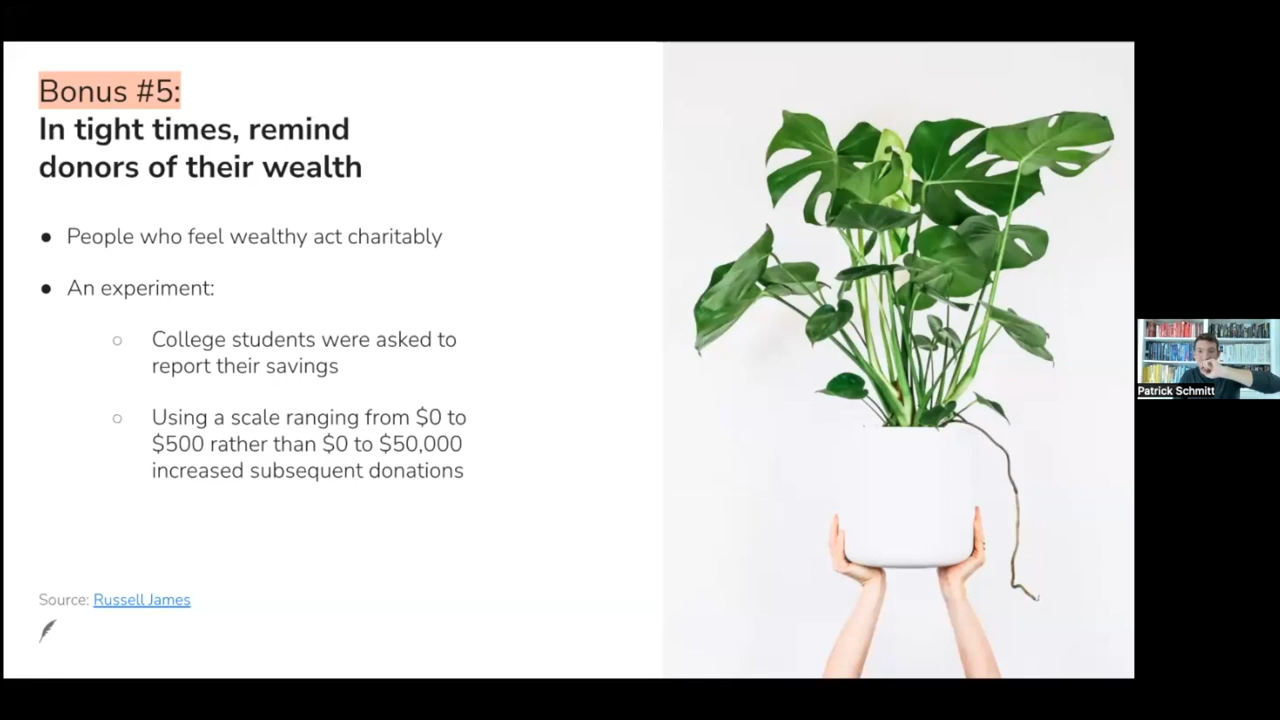 Bonus #5:
In tight times, remind
donors of their wealth
● People who feel wealthy act charitably
● An experiment:
○ College students were asked to
report their savings
○ Using a scale ranging from $0 to
$500 rather than $0 to $50,000
increased subsequent donations
Source: Russell James
Patrick Schmitt